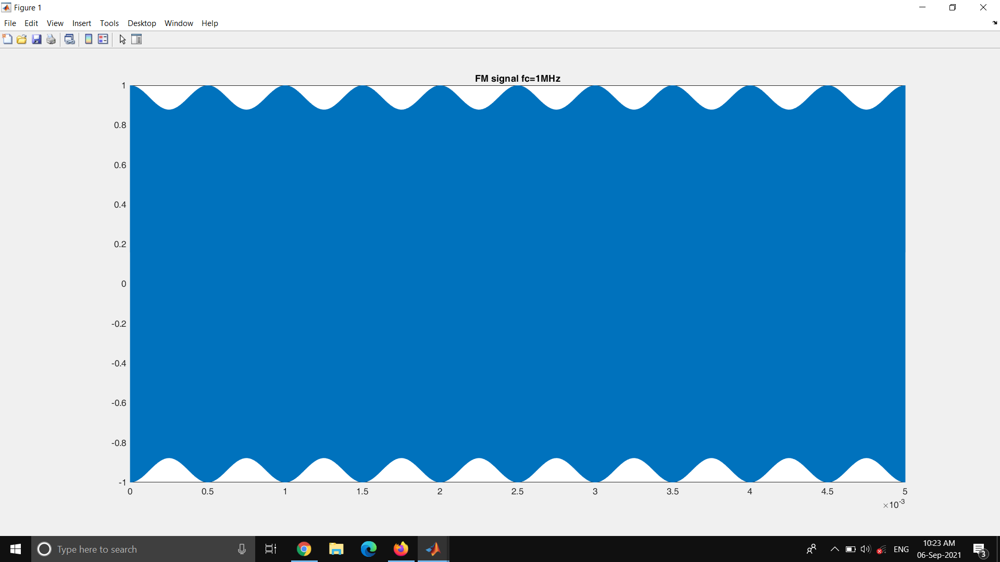 Figure 1
File Edit View Insert Tools Desktop Window Help
FM signal fc=1MHz
1
0.8
0.6
0.4
0.2
0
-0.2
-0.4
-0.6
-0.8
-1
0 0.5 1 1.5 2 2.5 3 3.5 4 4.5 5
×10-3
Type here to search
ENG
10:23 AM
06-Sep-2021
3